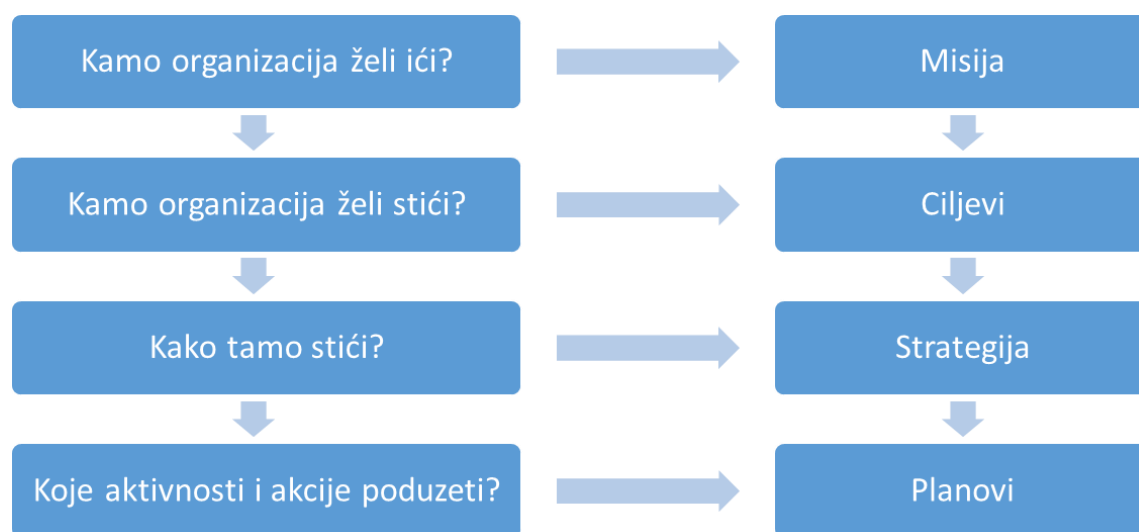 Kamo organizacija želi ići?
Misija
Kamo organizacija želi stići?
Ciljevi
Kako tamo stići?
Strategija
Koje aktivnosti i akcije poduzeti?
Planovi